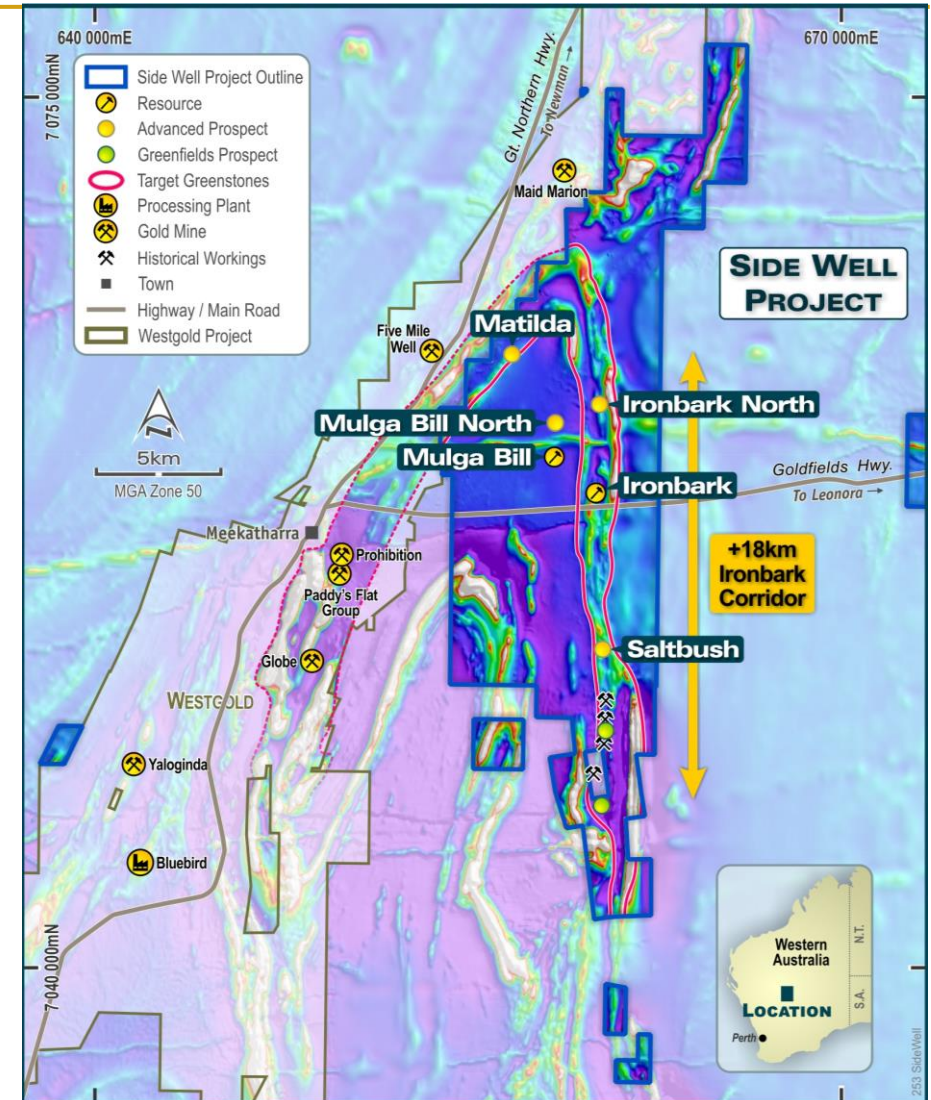 640 000mE
670 000mE
7 075 000mN
Side Well Project Outline
Resource
Advanced Prospect
Greenfields Prospect
Target Greenstones
Processing Plant
Gold Mine
Historical Workings
Town
Highway / Main Road
Westgold Project
Gt. Northern Hwy.
To Newman →
Maid Marion
SIDE WELL
PROJECT
Five Mile
Well
Matilda
Ironbark North
Mulga Bill North
Mulga Bill
Ironbark
N
5km
MGA Zone 50
Goldfields Hwy.
To Leonora →
Meekatharra
Prohibition
Paddy's Flat
Group
+18km
Ironbark
Corridor
Globe
Saltbush
WESTGOLD
Yaloginda
Bluebird
7 040 000mN
Western
Australia
N.T.
S.A.
LOCATION
Perth
253 SideWell